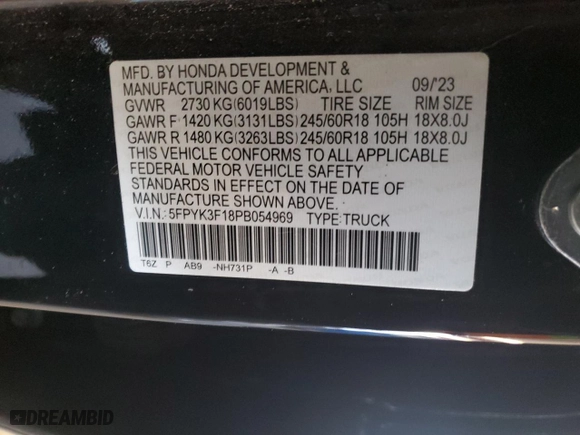 MFD. BY HONDA DEVELOPMENT &
MANUFACTURING OF AMERICA, LLC 09/'23
GVWR 2730 KG(6019LBS) TIRE SIZE RIM SIZE
GAWR F 1420 KG(3131LBS) 245/60R18 105H 18X8.0J
GAWR R 1480 KG(3263LBS) 245/60R18 105H 18X8.0J
THIS VEHICLE CONFORMS TO ALL APPLICABLE
FEDERAL MOTOR VEHICLE SAFETY
STANDARDS IN EFFECT ON THE DATE OF
MANUFACTURE SHOWN ABOVE.
V.I.N.: 5FPYK3F18PB054969 TYPE:TRUCK
T6Z P AB9 -NH731P -A -B
DREAMBID